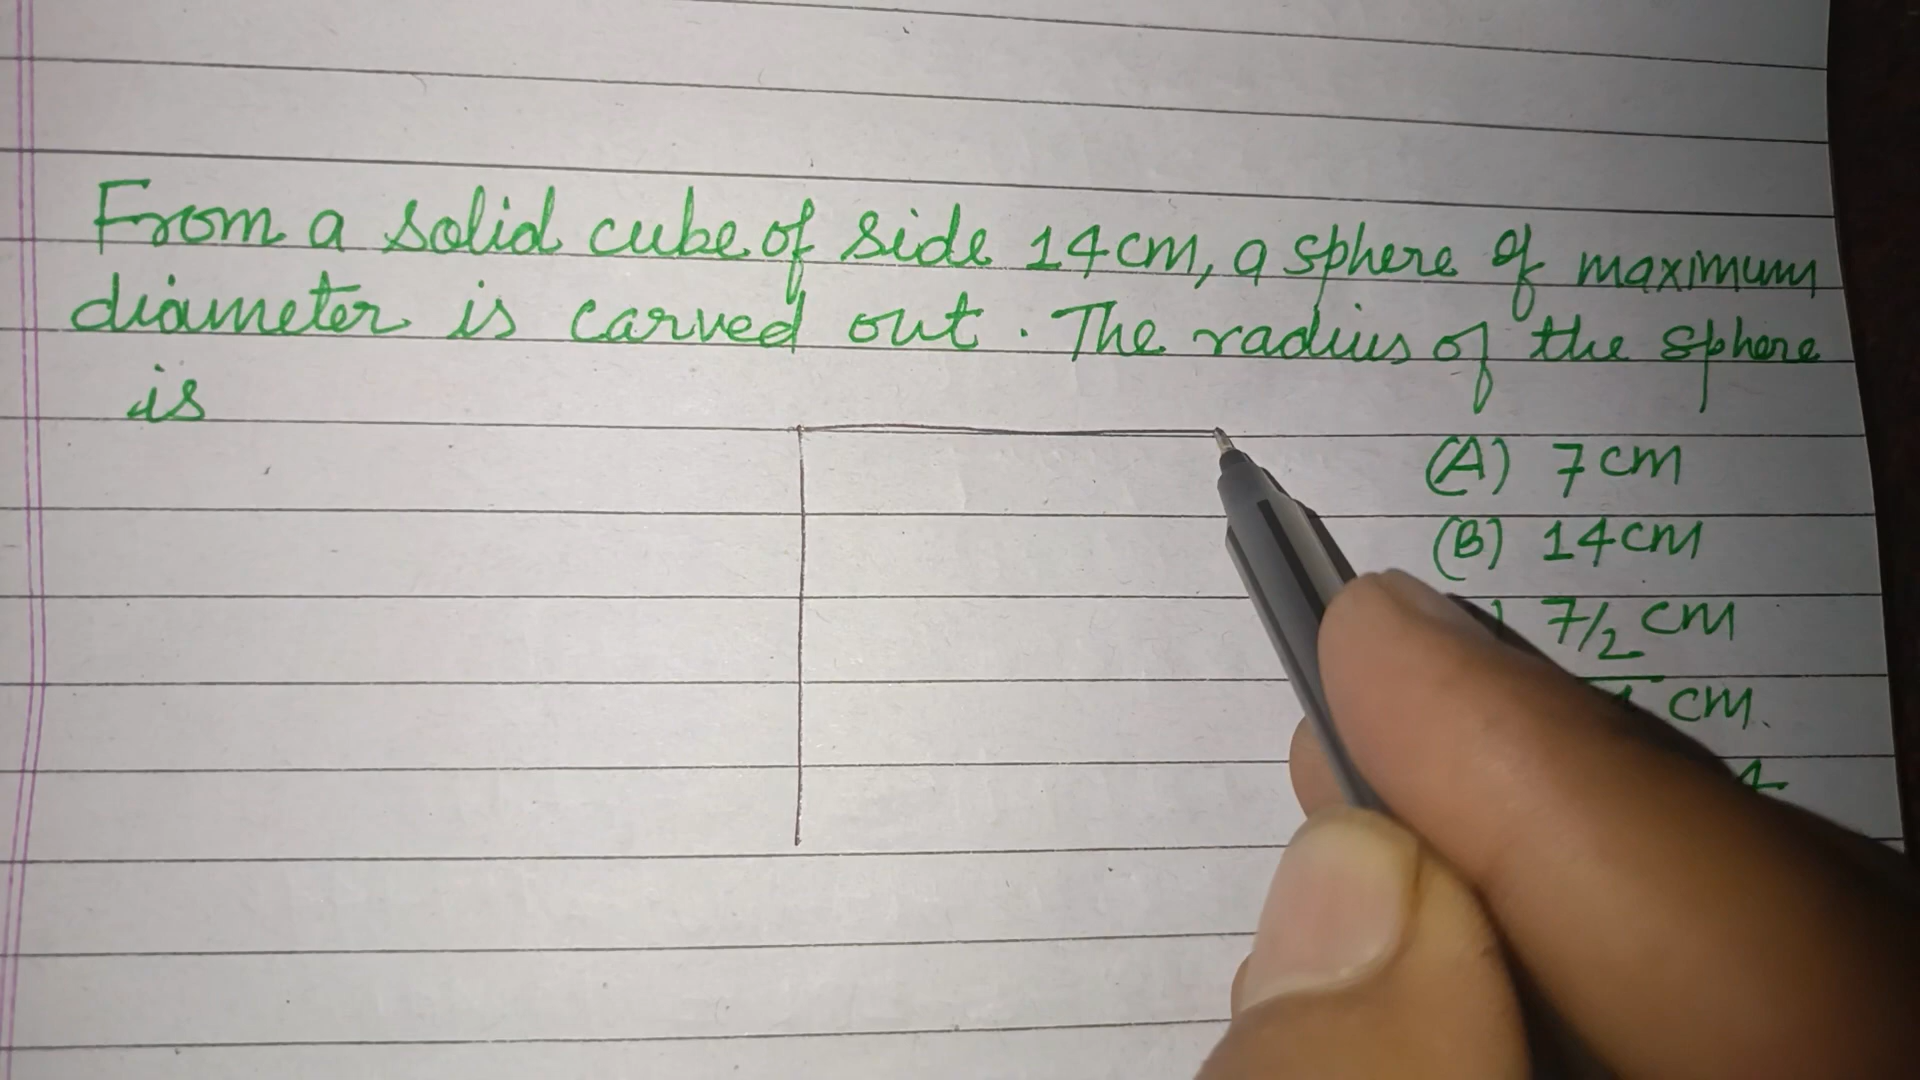 From a solid cube of side 14cm, a sphere of maximum
diameter is carved out. The radius of the sphere
is
(A) 7cm
(B) 14cm
) 7/2 cm
cm.